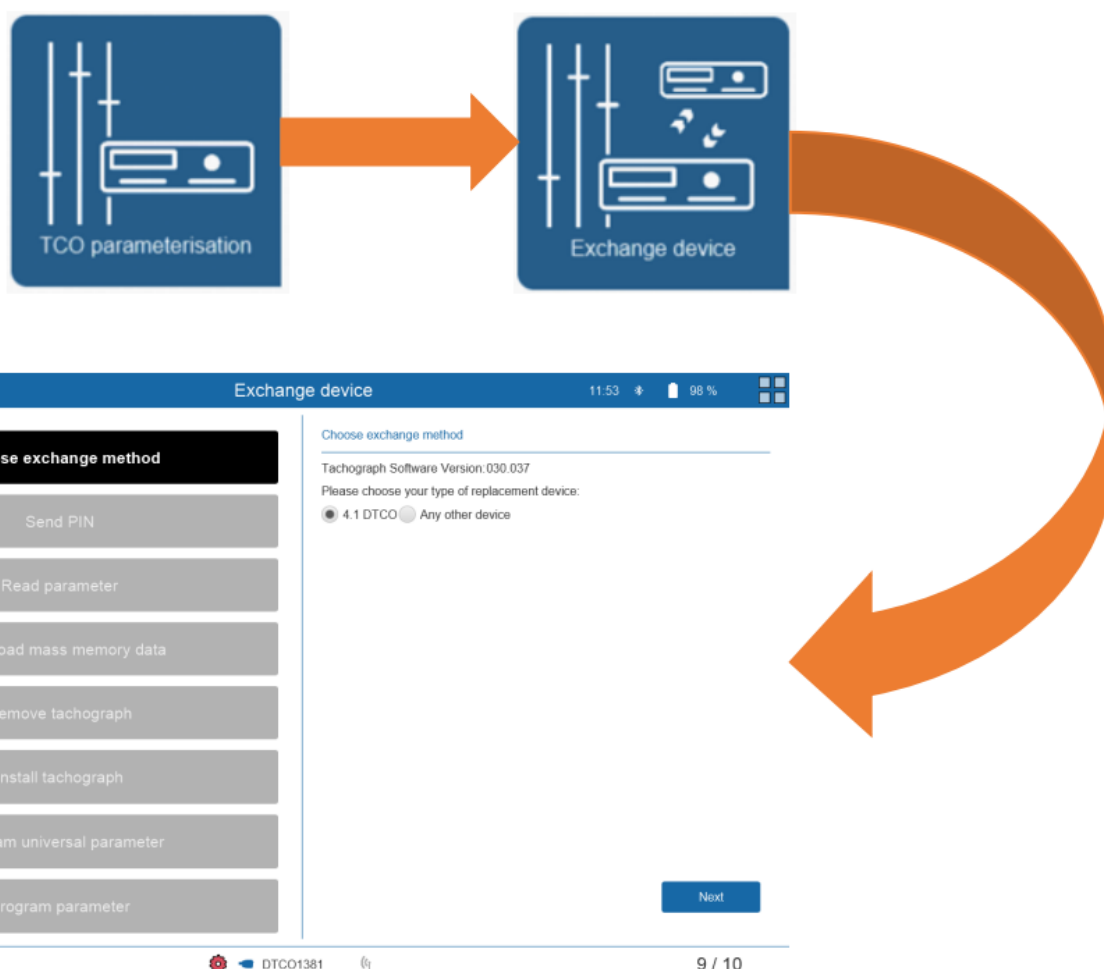 TCO parameterisation
Exchange device
Exchange device 11:53 98 %
se exchange method
Send PIN
Read parameter
oad mass memory data
emove tachograph
nstall tachograph
am universal parameter
rogram parameter
Choose exchange method
Tachograph Software Version:030.037
Please choose your type of replacement device:
4.1 DTCO Any other device
Next
DTCO1381 9 / 10